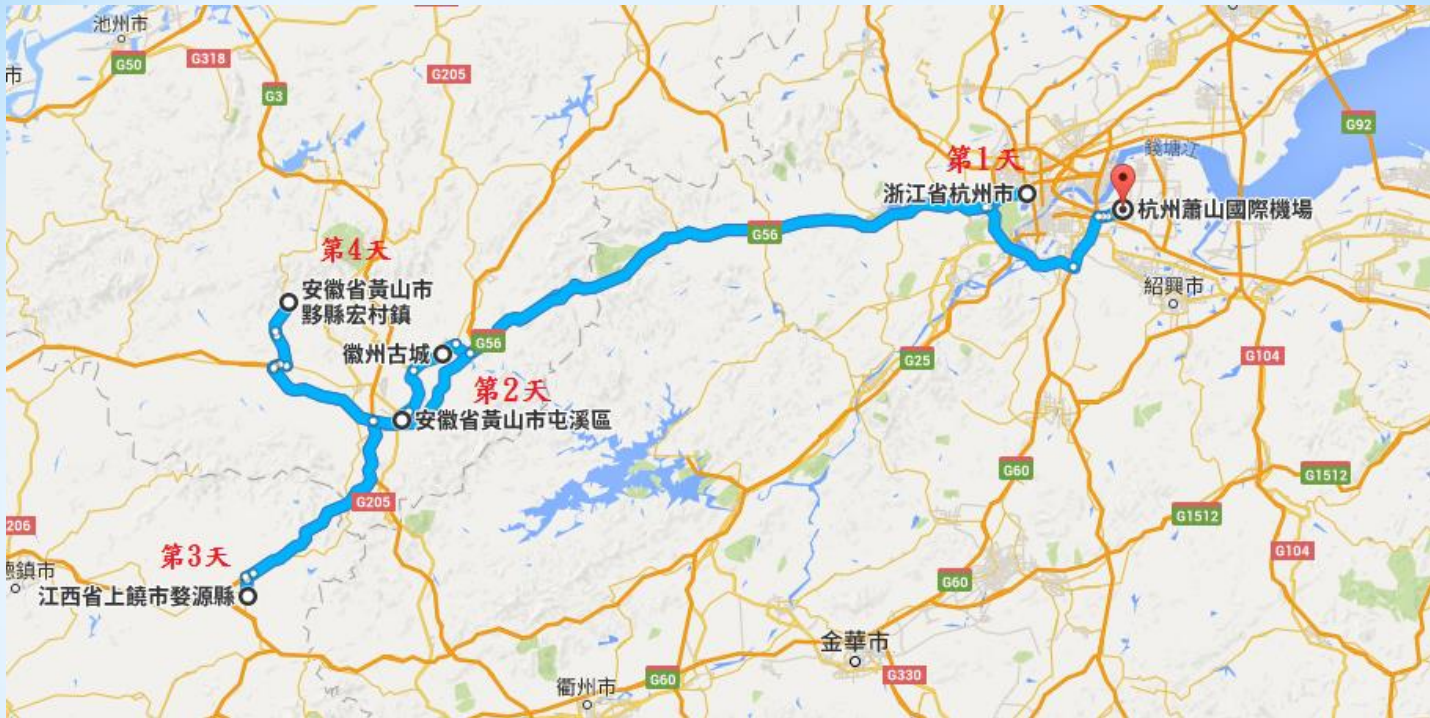 池州市
G318
G50
市
G205
G3
G92
錢塘江
第1天
浙江省杭州市
杭州蕭山國際機場
G56
第4天
安徽省黃山市
黟縣宏村鎮
紹興市
徽州古城
G56
G25
G104
第2天
安徽省黃山市屯溪區
G60
G1512
G205
G1512
206
第3天
G104
德鎮市
江西省上饒市婺源縣
G60
金華市
G330
衢州市
G60